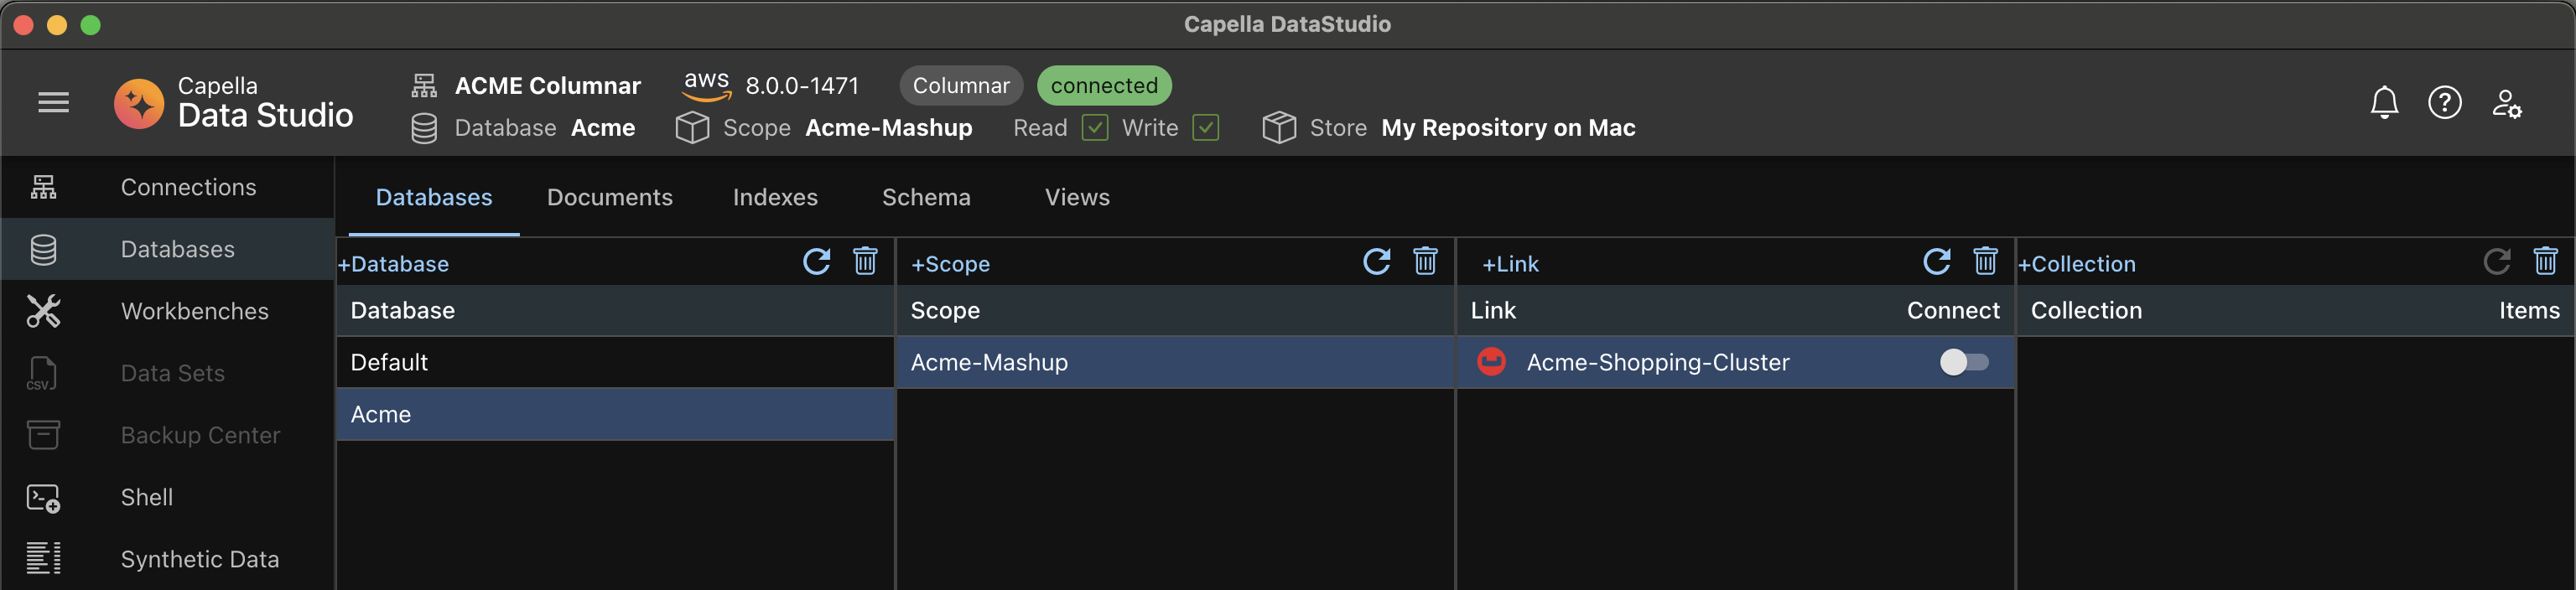 Capella DataStudio
Capella
Data Studio
ACME Columnar aws 8.0.0-1471 Columnar connected
Database Acme Scope Acme-Mashup Read Write Store My Repository on Mac
Connections
Databases
Workbenches
CSV Data Sets
Backup Center
Shell
Synthetic Data
Databases Documents Indexes Schema Views
+Database
Database
Default
Acme
+Scope
Scope
Acme-Mashup
+Link
Link Connect
Acme-Shopping-Cluster
+Collection
Collection Items